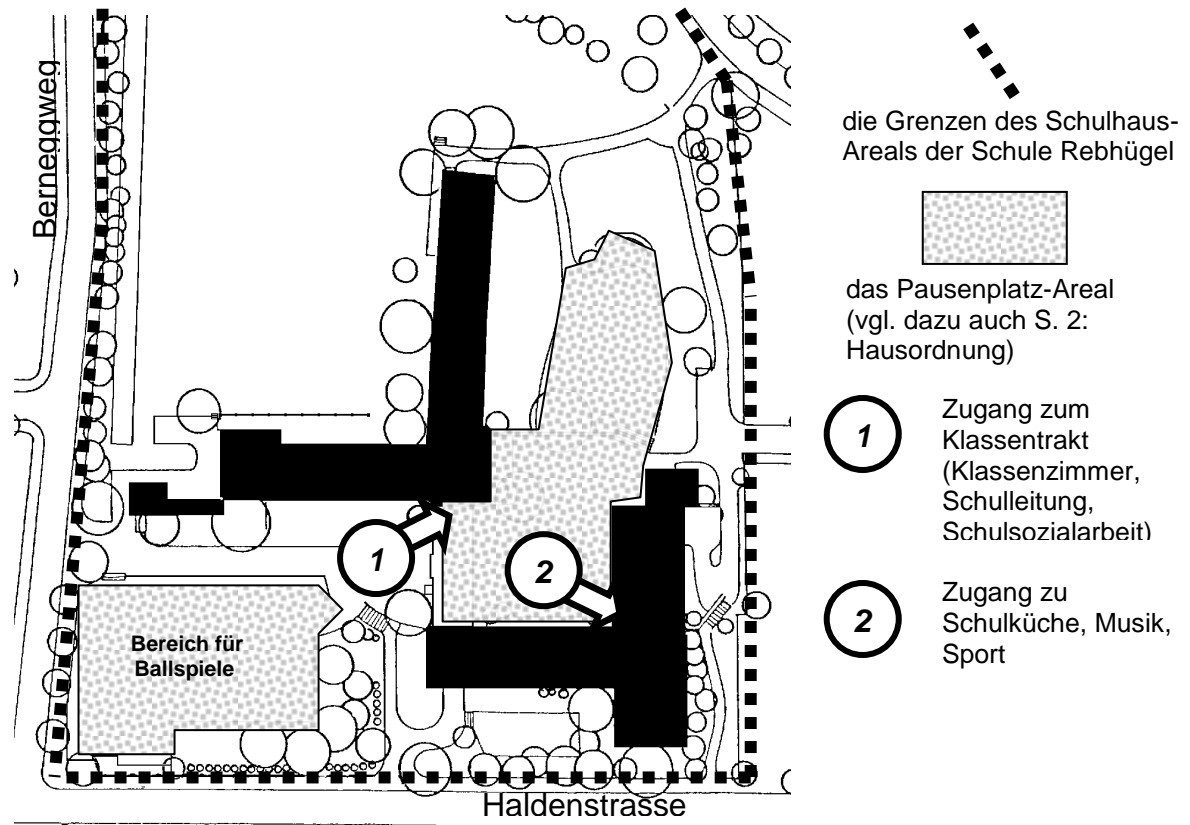 Berneggweg
die Grenzen des Schulhaus-
Areals der Schule Rebhügel
das Pausenplatz-Areal
(vgl. dazu auch S. 2:
Hausordnung)
1
Zugang zum
Klassentrakt
(Klassenzimmer,
Schulleitung,
Schulsozialarbeit)
2
Zugang zu
Schulküche, Musik,
Sport
1
2
Bereich für
Ballspiele
Haldenstrasse